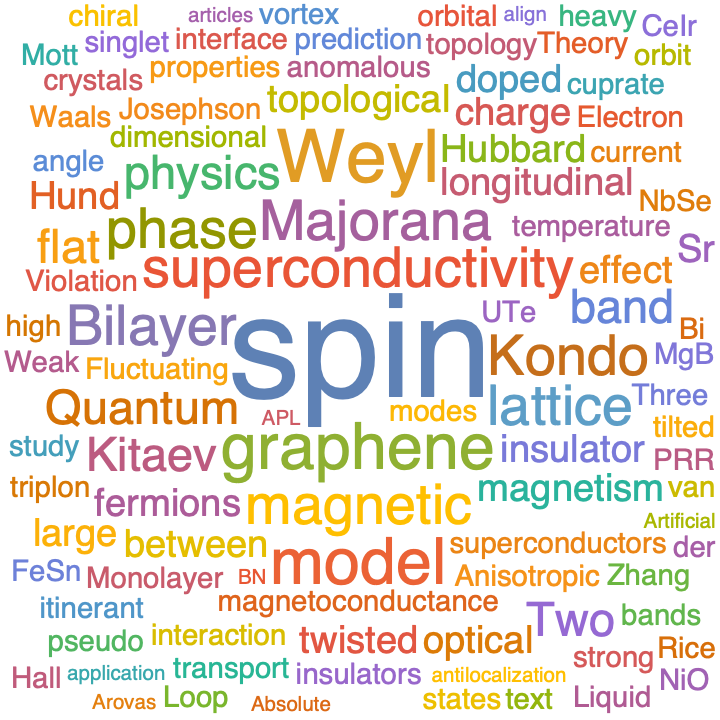 chiral articles vortex orbital align heavy CeIr
Mott singlet interface prediction topology Theory orbit
crystals properties anomalous doped cuprate
Waals Josephson topological charge Electron
dimensional Weyl Hubbard current
angle physics longitudinal NbSe
Hund phase Majorana temperature Sr
flat superconductivity effect
Violation UTe band Bi
high Bilayer spin Kondo MgB
Weak Fluctuating Three
Quantum APL modes lattice tilted
study Kitaev graphene insulator PRR
triplon fermions magnetic magnetism van
Artificial
large between model superconductors der
FeSn Monolayer BN Anisotropic Zhang
itinerant magnetoconductance Two bands
pseudo interaction twisted optical strong Rice
Hall application transport insulators antilocalization NiO
Arovas Loop Absolute states text Liquid